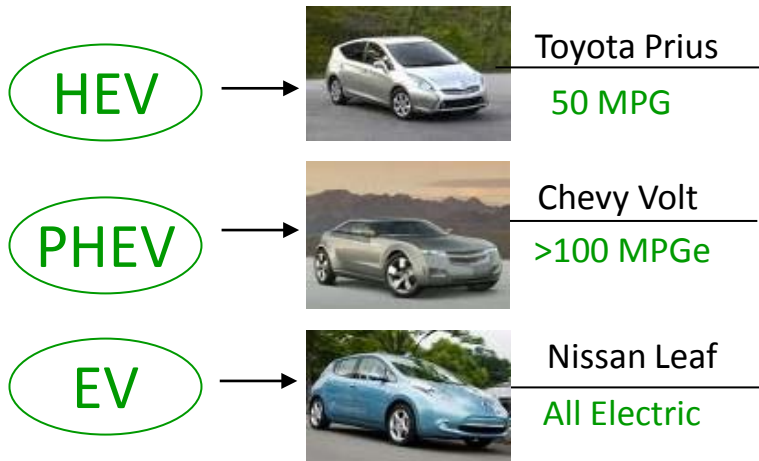 HEV
Toyota Prius
50 MPG
PHEV
Chevy Volt
>100 MPGe
EV
Nissan Leaf
All Electric